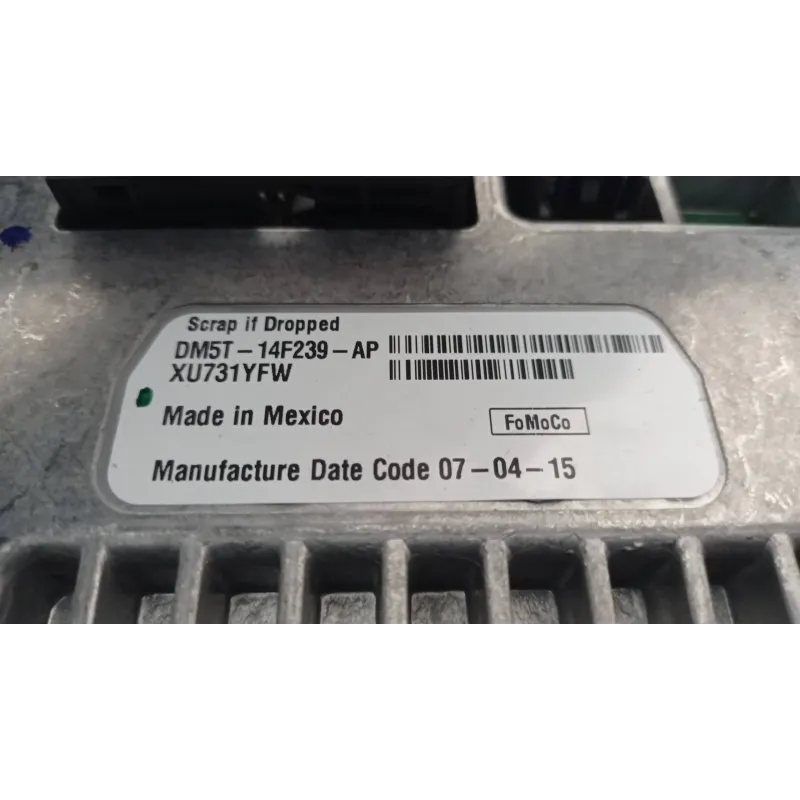 Scrap if Dropped
DM5T-14F239-AP
XU731YFW
Made in Mexico
FoMoCo
Manufacture Date Code 07-04-15